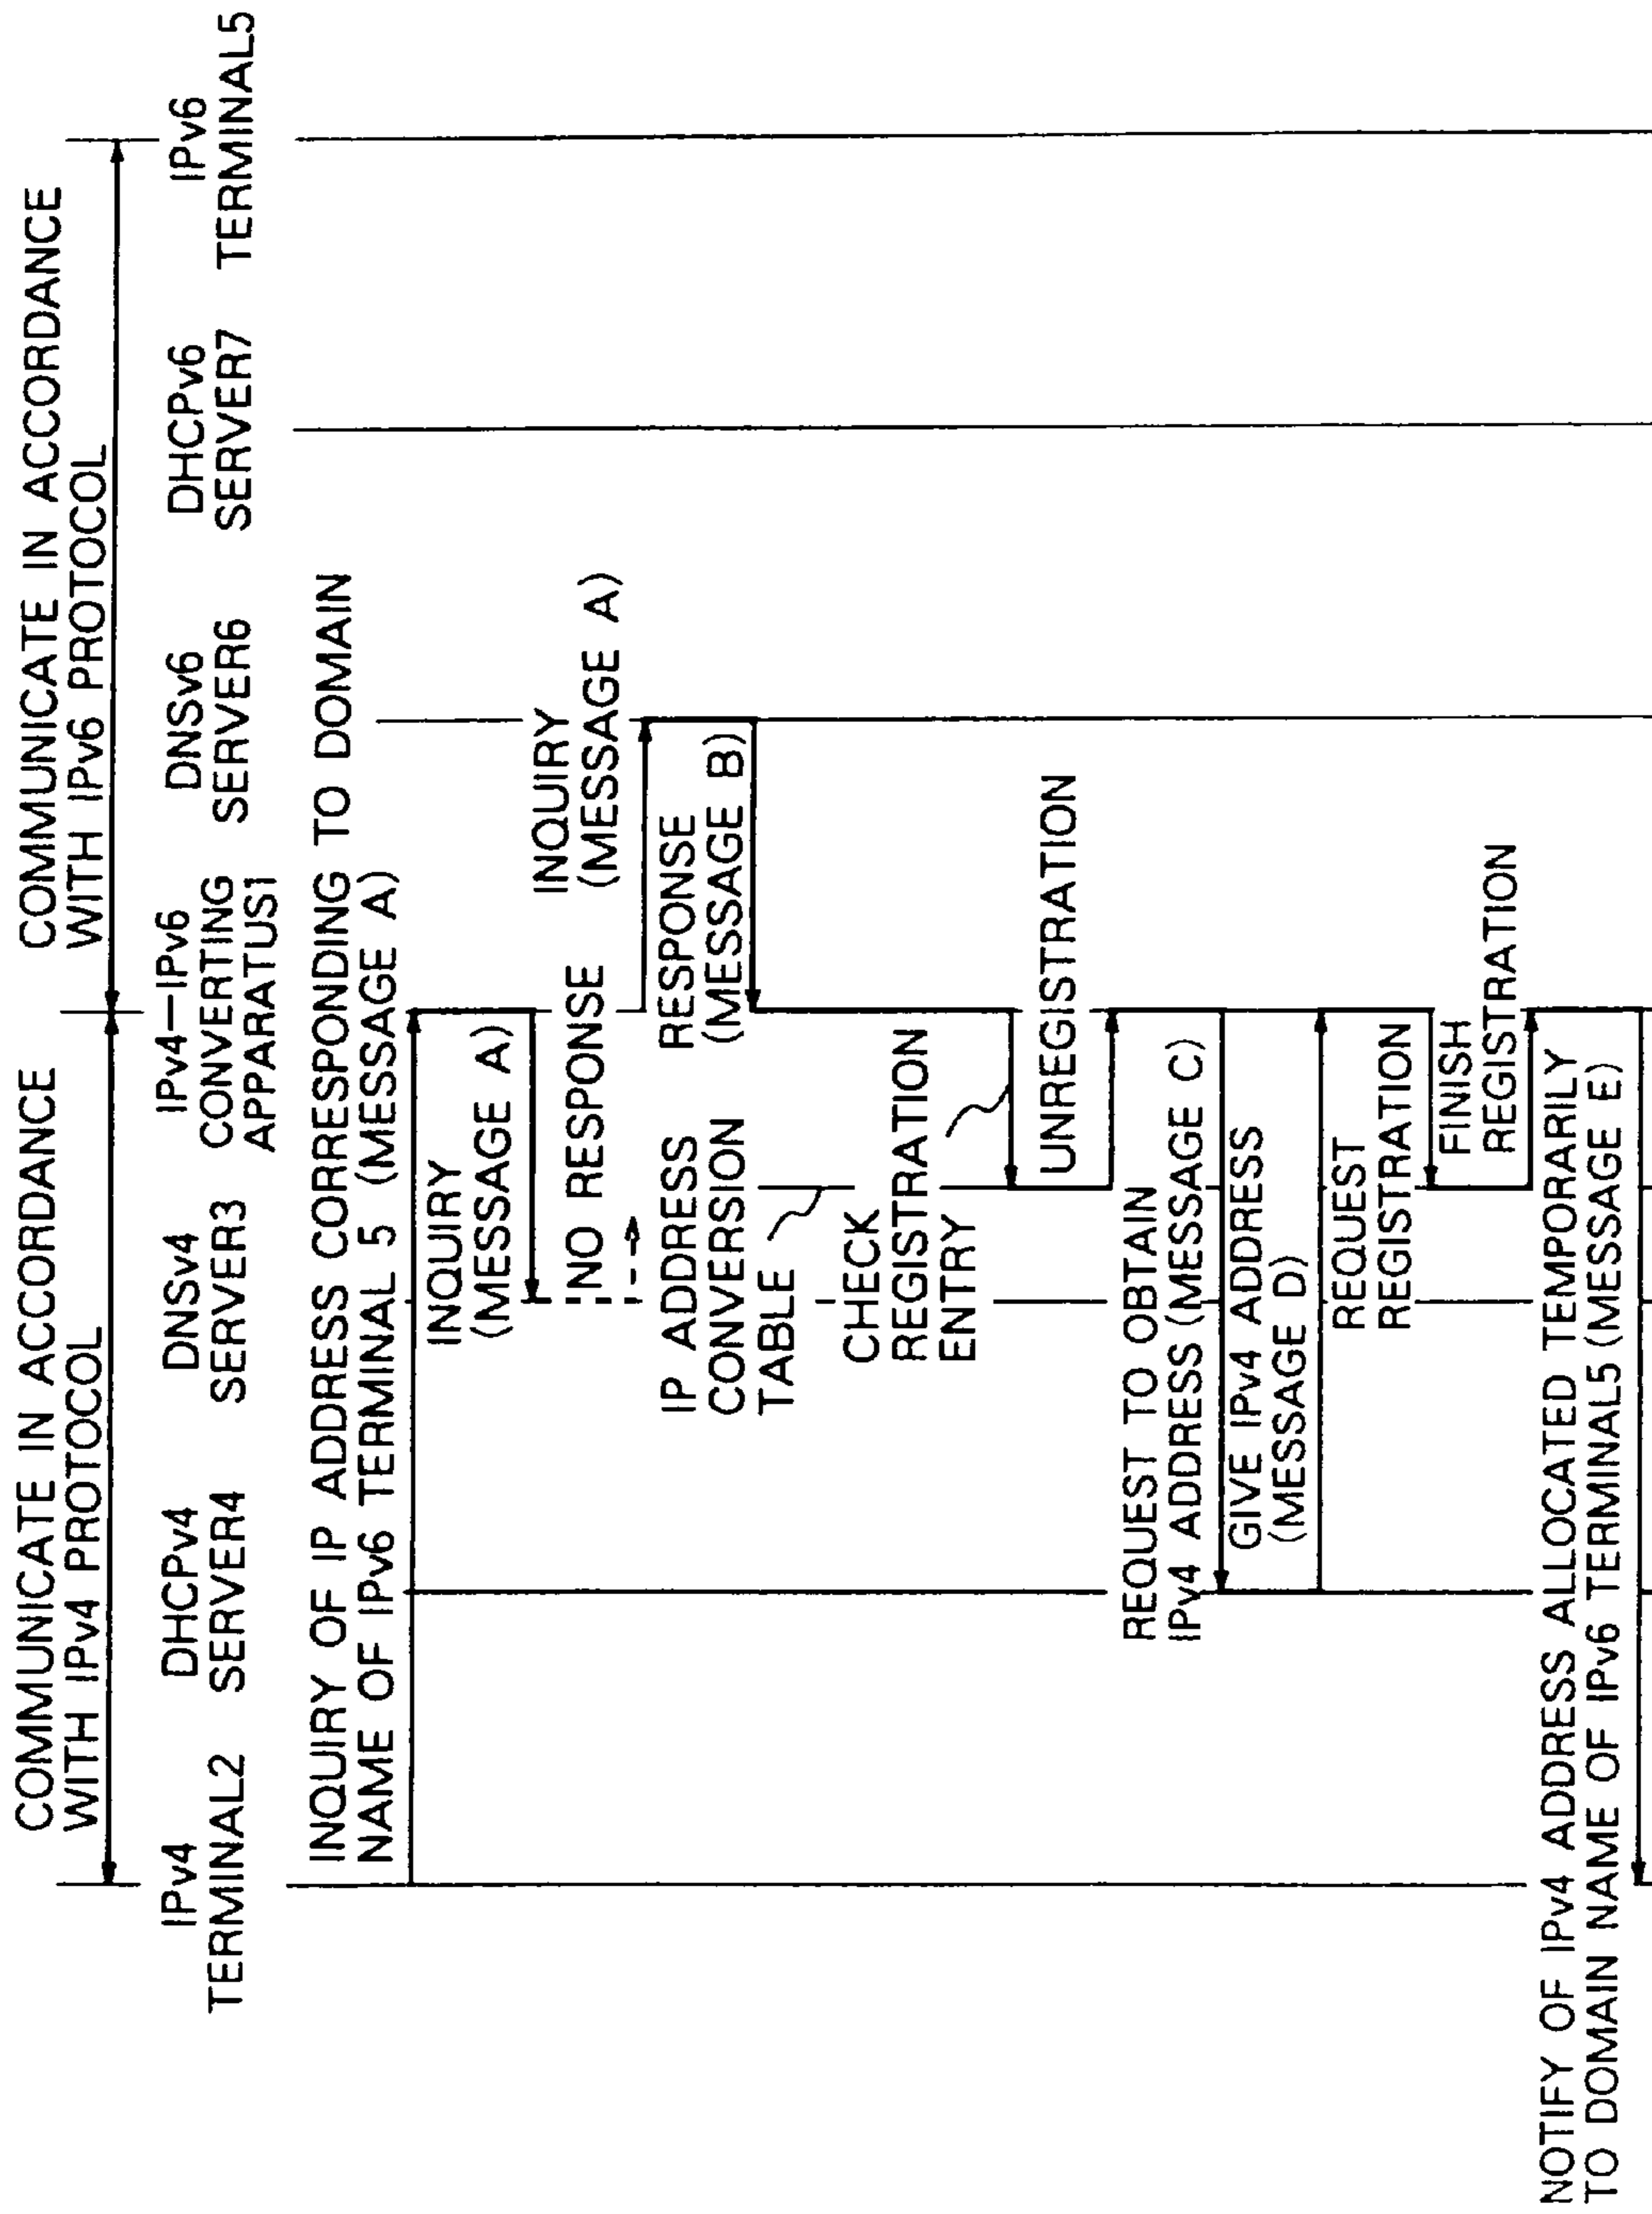 COMMUNICATE IN ACCORDANCE
WITH IPv4 PROTOCOL
COMMUNICATE IN ACCORDANCE
WITH IPv6 PROTOCOL
IPv4
TERMINAL2
DHCPv4
SERVER4
DNSv4
SERVER3
IPv4-IPv6
CONVERTING
APPARATUS1
DNSv6
SERVER6
DHCPv6
SERVER7
IPv6
TERMINAL5
INQUIRY OF IP ADDRESS CORRESPONDING TO DOMAIN
NAME OF IPv6 TERMINAL 5 (MESSAGE A)
INQUIRY
(MESSAGE A)
NO RESPONSE
INQUIRY
(MESSAGE A)
IP ADDRESS
CONVERSION
TABLE
RESPONSE
(MESSAGE B)
CHECK
REGISTRATION
ENTRY
UNREGISTRATION
REQUEST TO OBTAIN
IPv4 ADDRESS (MESSAGE C)
GIVE IPv4 ADDRESS
(MESSAGE D)
REQUEST
REGISTRATION
FINISH
REGISTRATION
NOTIFY OF IPv4 ADDRESS ALLOCATED TEMPORARILY
TO DOMAIN NAME OF IPv6 TERMINAL5 (MESSAGE E)